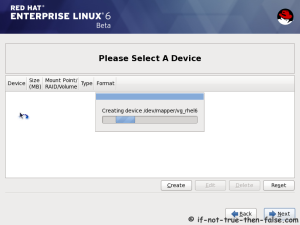 RED HAT
ENTERPRISE LINUX 6
Beta
Please Select A Device
Device
Size (MB)
Mount Point/ RAID/Volume
Type
Format
Creating device /dev/mapper/vg_rhel6
Create
Edit
Delete
Reset
Back
Next
© if-not-true-then-false.com